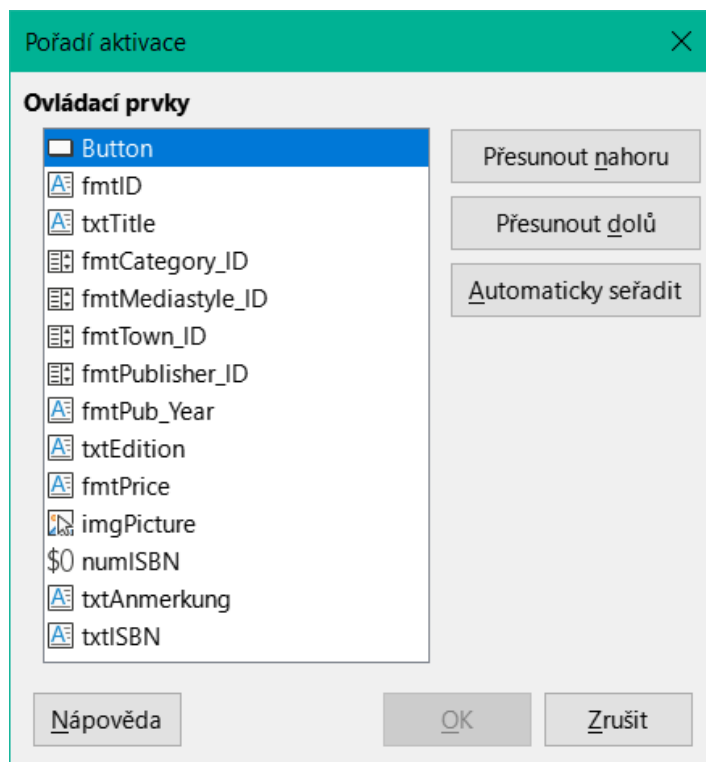 Pořadí aktivace
Ovládací prvky
Button
fmtID
txtTitle
fmtCategory_ID
fmtMediastyle_ID
fmtTown_ID
fmtPublisher_ID
fmtPub_Year
txtEdition
fmtPrice
imgPicture
$0 numISBN
txtAnmerkung
txtISBN
Přesunout nahoru
Přesunout dolů
Automaticky seřadit
Nápověda
OK
Zrušit